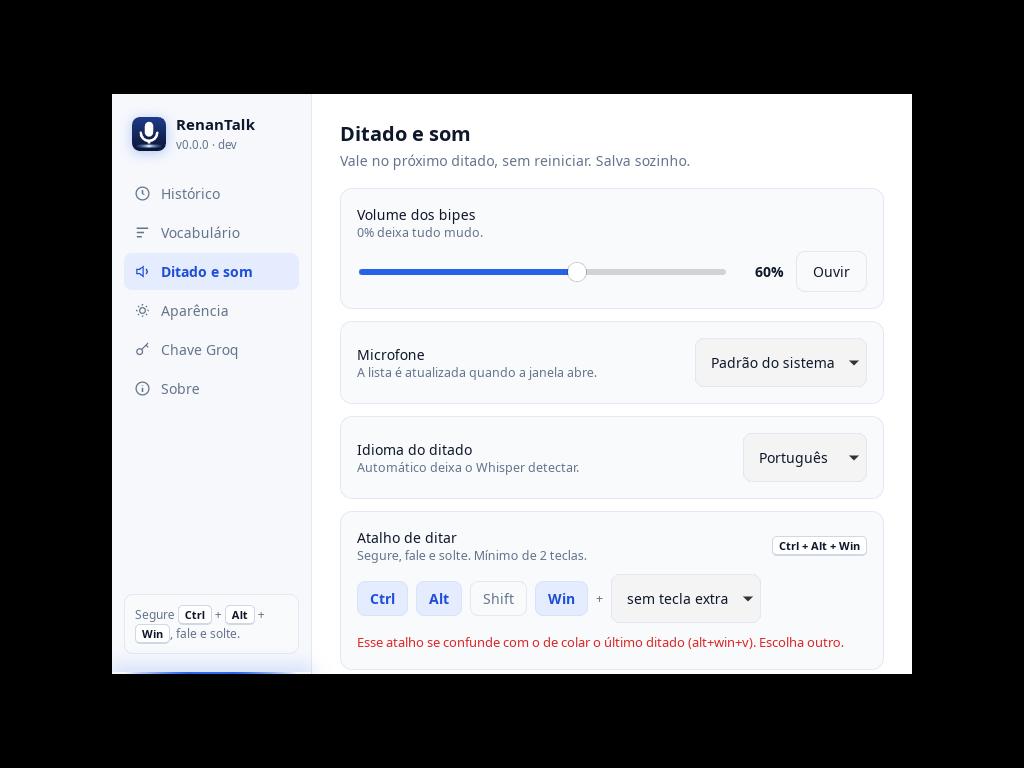 RenanTalk
v0.0.0 · dev
Histórico
Vocabulário
Ditado e som
Aparência
Chave Groq
Sobre
Segure Ctrl + Alt +
Win, fale e solte.
Ditado e som
Vale no próximo ditado, sem reiniciar. Salva sozinho.
Volume dos bipes
0% deixa tudo mudo.
60% Ouvir
Microfone
A lista é atualizada quando a janela abre.
Padrão do sistema
Idioma do ditado
Automático deixa o Whisper detectar.
Português
Atalho de ditar
Segure, fale e solte. Mínimo de 2 teclas.
Ctrl + Alt + Win
Ctrl Alt Shift Win + sem tecla extra
Esse atalho se confunde com o de colar o último ditado (alt+win+v). Escolha outro.